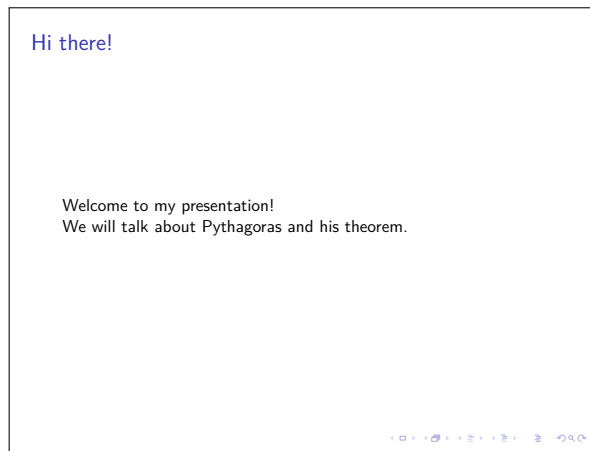 Hi there!
Welcome to my presentation!
We will talk about Pythagoras and his theorem.